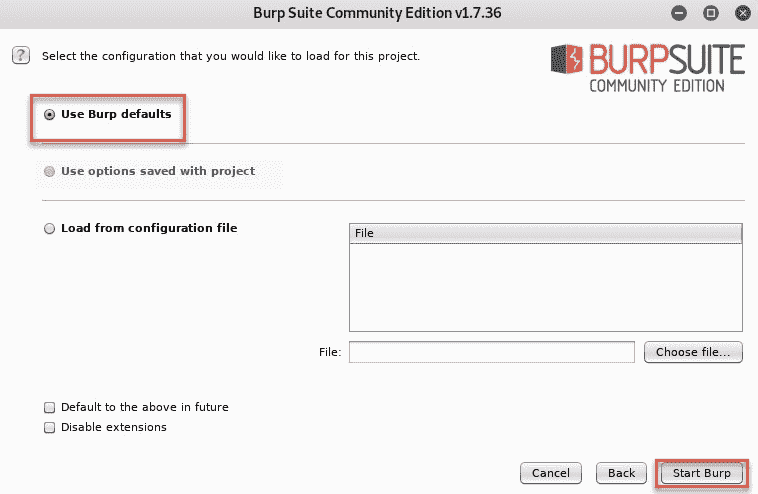 Burp Suite Community Edition v1.7.36
? Select the configuration that you would like to load for this project.
BURPSUITE
COMMUNITY EDITION
Use Burp defaults
Use options saved with project
Load from configuration file
File
File:
Choose file...
Default to the above in future
Disable extensions
Cancel Back Start Burp